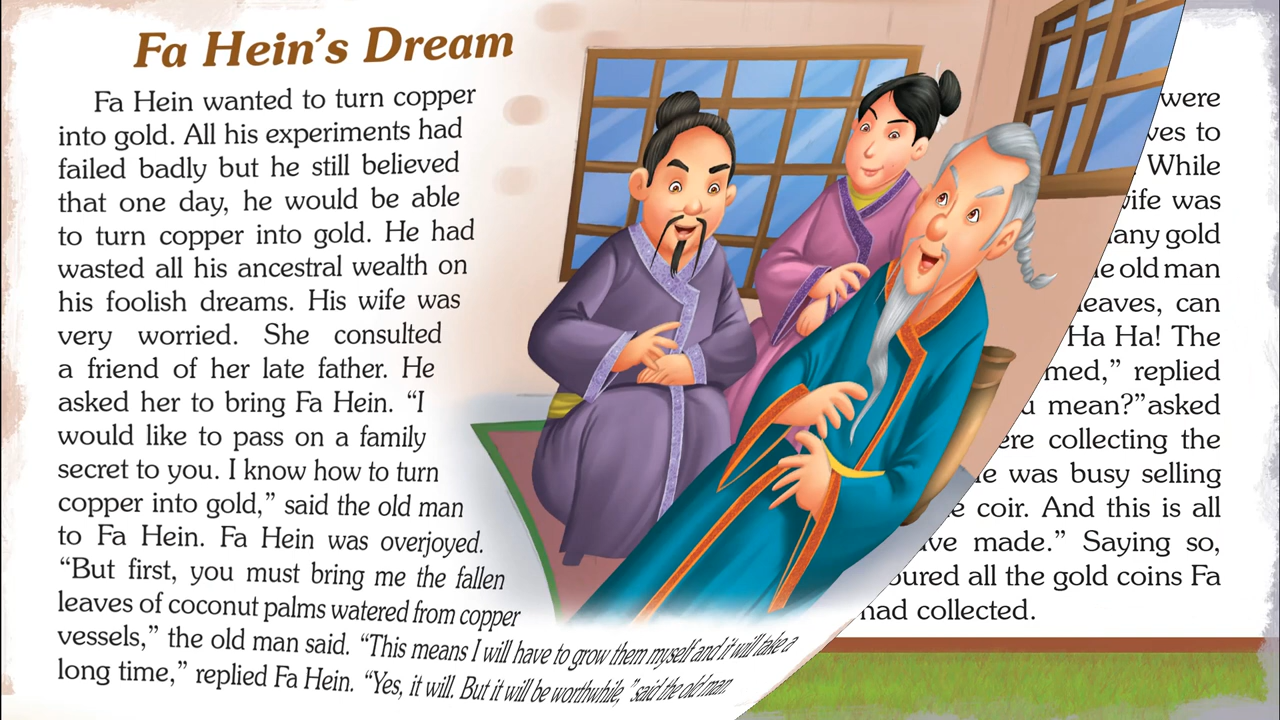 Fa Hein's Dream
Fa Hein wanted to turn copper
into gold. All his experiments had
failed badly but he still believed
that one day, he would be able
to turn copper into gold. He had
wasted all his ancestral wealth on
his foolish dreams. His wife was
very worried. She consulted
a friend of her late father. He
asked her to bring Fa Hein. “I
would like to pass on a family
secret to you. I know how to turn
copper into gold,” said the old man
to Fa Hein. Fa Hein was overjoyed.
“But first, you must bring me the fallen
leaves of coconut palms watered from copper
vessels,” the old man said. “This means I will have to grow them myself and it will take a
long time,” replied Fa Hein. “Yes, it will. But it will be worthwhile,” said the old man.
were
to
While
was
gold
old man
leaves, can
Ha Ha! The
replied
mean?”asked
collecting the
was busy selling
coir. And this is all
made.” Saying so,
all the gold coins Fa
had collected.